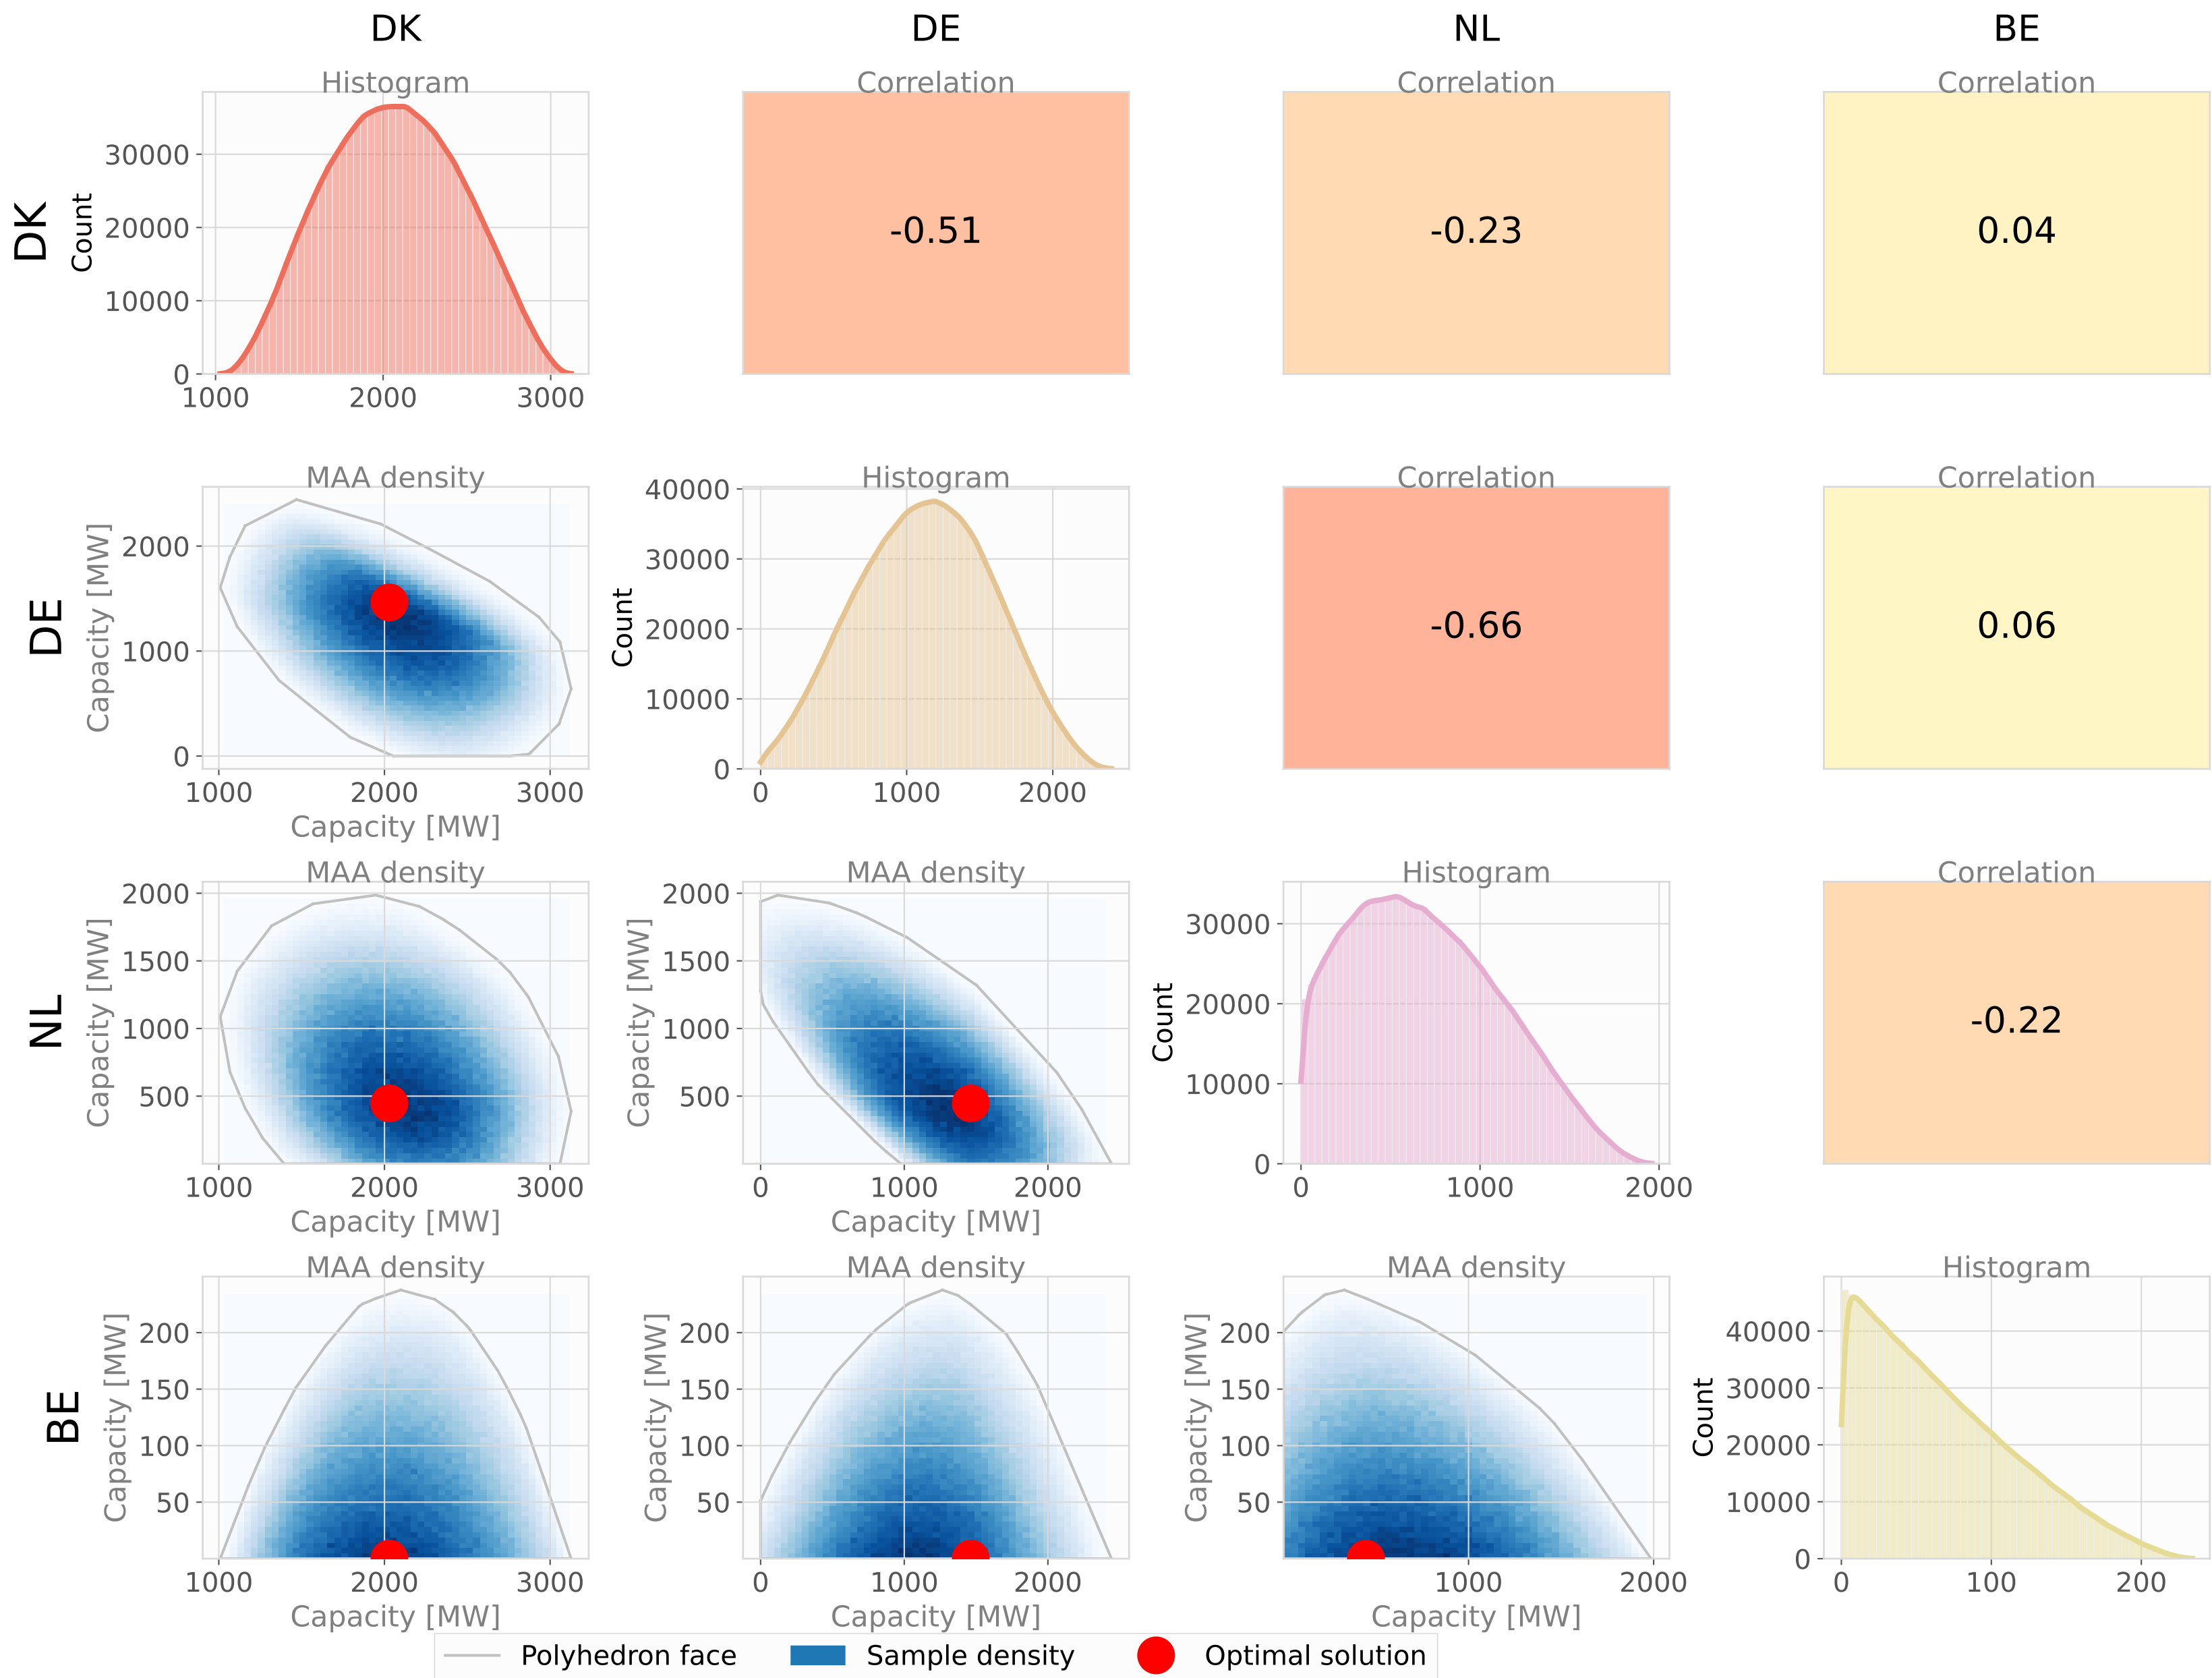 DK DE NL BE
Histogram Correlation Correlation Correlation
DK
Count
30000
20000
10000
0
1000 2000 3000
-0.51
-0.23
0.04
MAA density Histogram Correlation Correlation
DE
Capacity [MW]
2000
1000
0
1000 2000 3000
Capacity [MW]
Count
40000
30000
20000
10000
0
0 1000 2000
-0.66
0.06
MAA density MAA density Histogram Correlation
NL
Capacity [MW]
2000
1500
1000
500
1000 2000 3000
Capacity [MW]
Capacity [MW]
2000
1500
1000
500
0 1000 2000
Capacity [MW]
Count
30000
20000
10000
0
0 1000 2000
-0.22
MAA density MAA density MAA density Histogram
BE
Capacity [MW]
200
150
100
50
1000 2000 3000
Capacity [MW]
Capacity [MW]
200
150
100
50
0 1000 2000
Capacity [MW]
Capacity [MW]
200
150
100
50
1000 2000
Capacity [MW]
Count
40000
30000
20000
10000
0
0 100 200
Polyhedron face Sample density Optimal solution